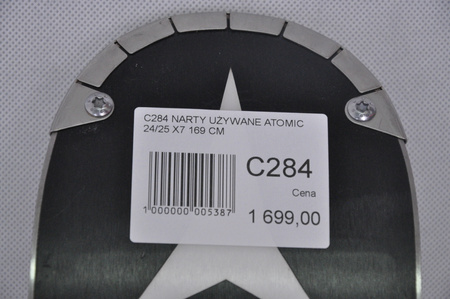 C284 NARTY UŻYWANE ATOMIC
24/25 X7 169 CM
C284
Cena
1 699,00
1 000000 005387